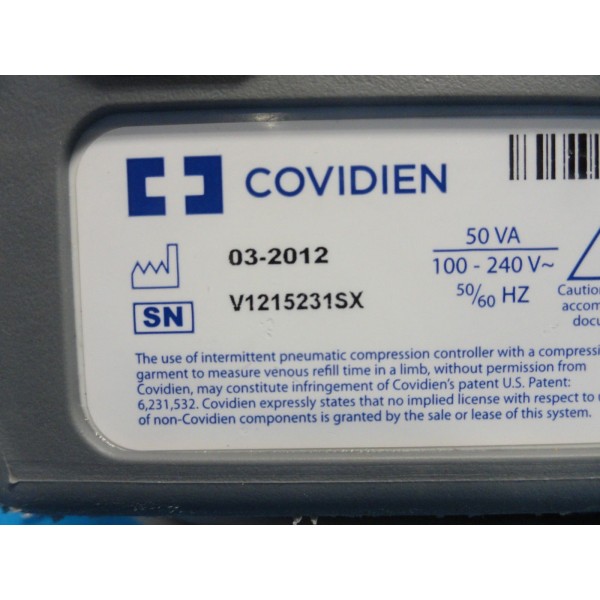 COVIDIEN
03-2012
SN V1215231SX
50 VA
100 - 240 V~
50/60 HZ
The use of intermittent pneumatic compression controller with a
garment to measure venous refill time in a limb, without permission from
Covidien, may constitute infringement of Covidien's patent U.S. Patent:
6,231,532. Covidien expressly states that no implied license with respect to
of non-Covidien components is granted by the sale or lease of this system.